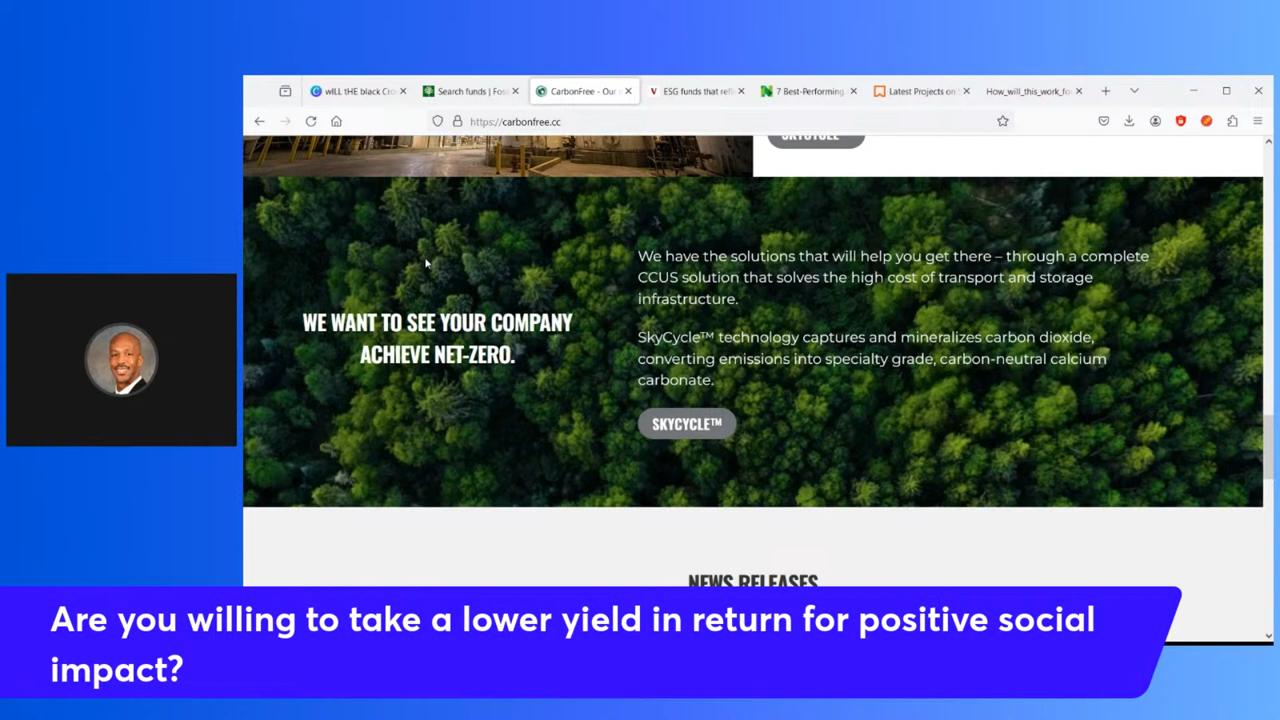 wILL tHE black Cro
Search funds | Foss
CarbonFree - Our
ESG funds that refl
7 Best-Performing
Latest Projects on
How_will_this_work_fo
https://carbonfree.cc
SKYCYCLE
WE WANT TO SEE YOUR COMPANY
ACHIEVE NET-ZERO.
We have the solutions that will help you get there – through a complete
CCUS solution that solves the high cost of transport and storage
infrastructure.
SkyCycle™ technology captures and mineralizes carbon dioxide,
converting emissions into specialty grade, carbon-neutral calcium
carbonate.
SKYCYCLE™
NEWS RELEASES
Are you willing to take a lower yield in return for positive social
impact?